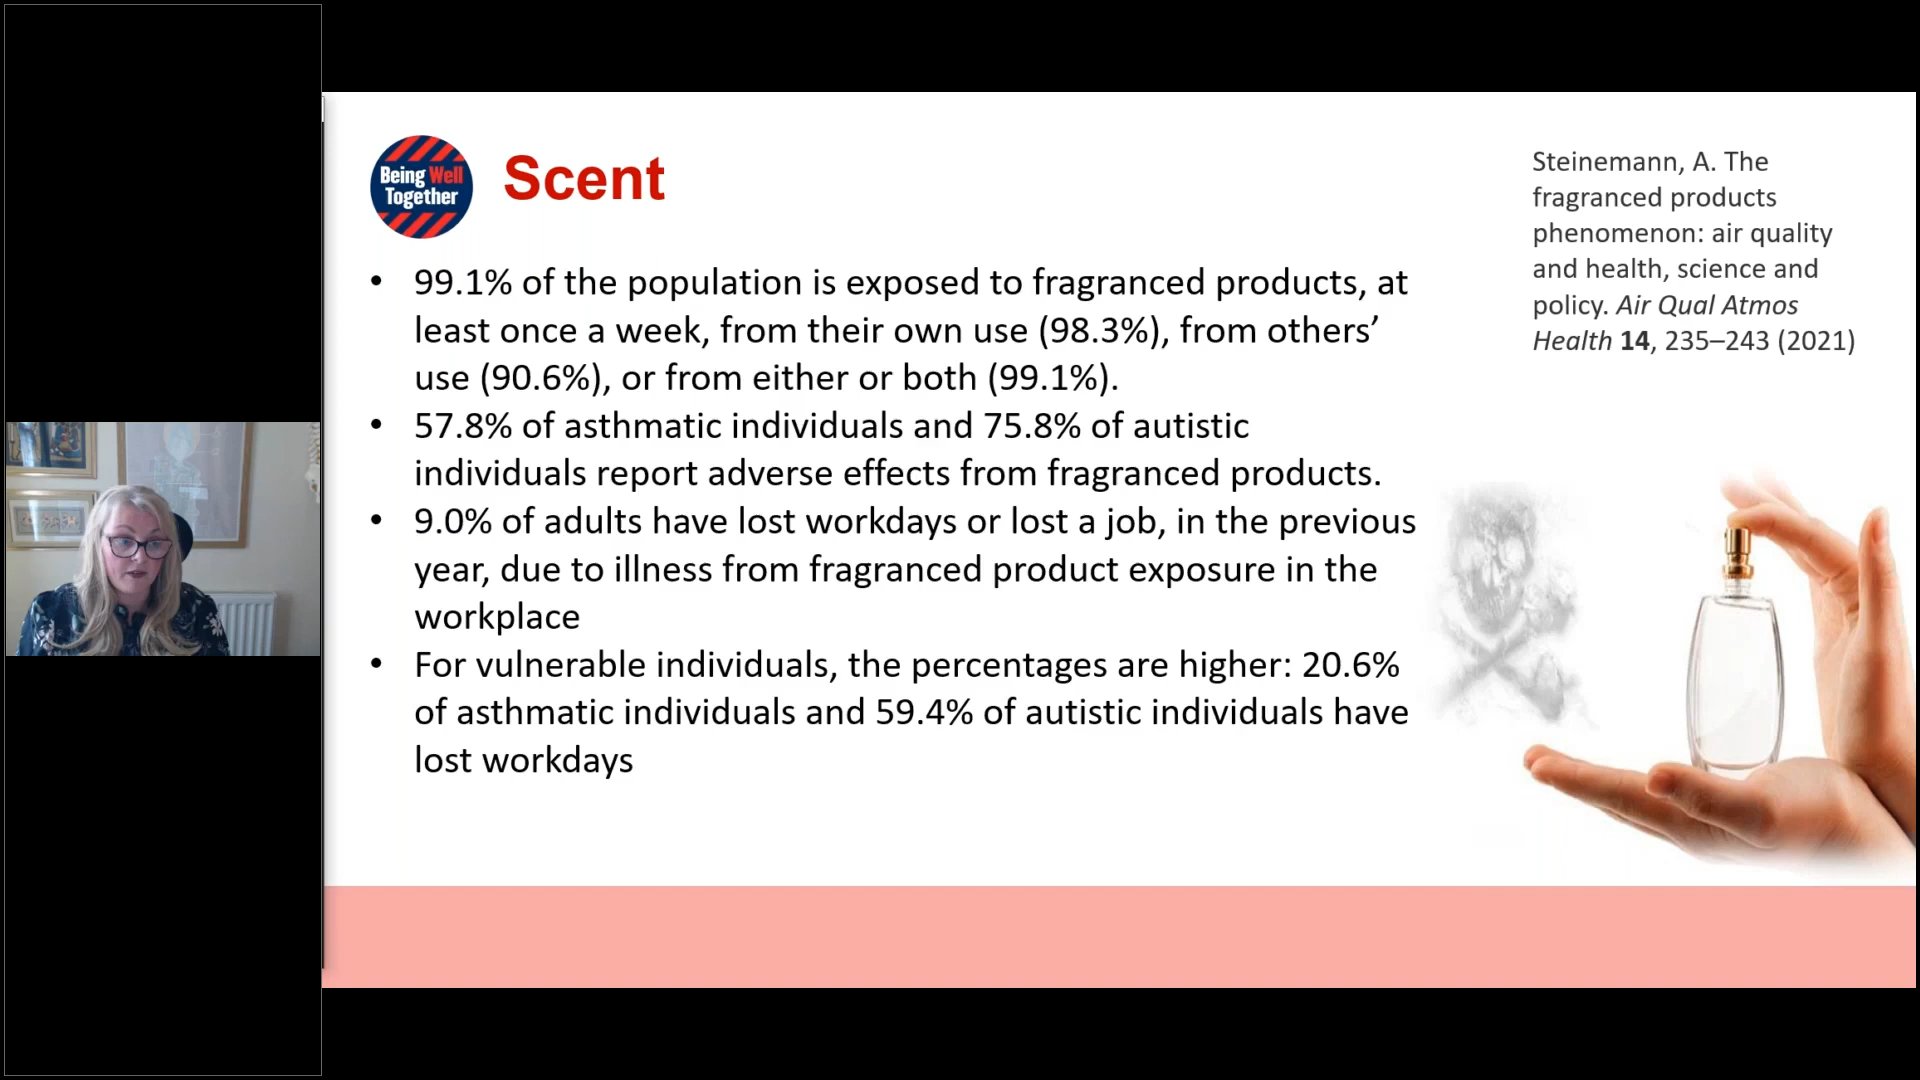 Being Well
Together
Scent
• 99.1% of the population is exposed to fragranced products, at
least once a week, from their own use (98.3%), from others’
use (90.6%), or from either or both (99.1%).
• 57.8% of asthmatic individuals and 75.8% of autistic
individuals report adverse effects from fragranced products.
• 9.0% of adults have lost workdays or lost a job, in the previous
year, due to illness from fragranced product exposure in the
workplace
• For vulnerable individuals, the percentages are higher: 20.6%
of asthmatic individuals and 59.4% of autistic individuals have
lost workdays
Steinemann, A. The
fragranced products
phenomenon: air quality
and health, science and
policy. Air Qual Atmos
Health 14, 235–243 (2021)